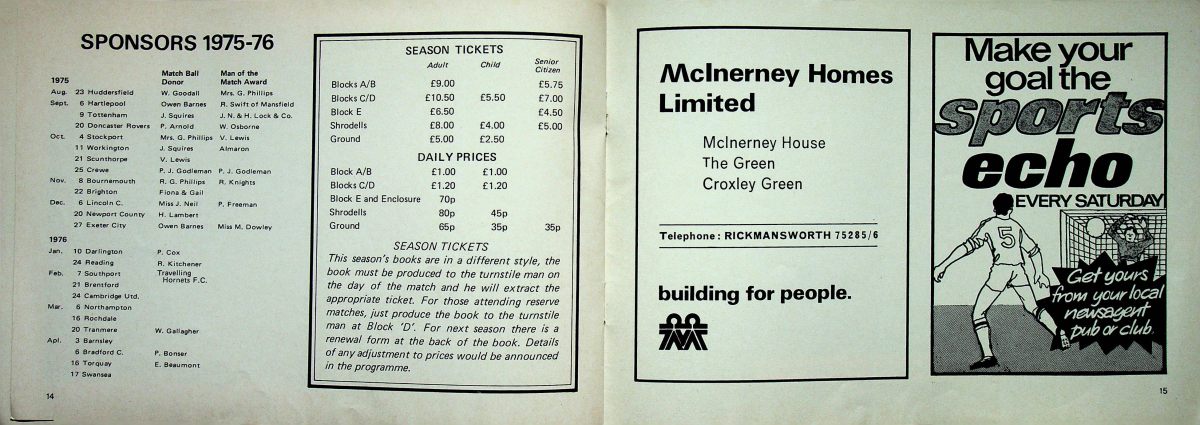 SPONSORS 1975-76
Match Ball Man of the
1975 Donor Match Award
Aug. 23 Huddersfield W. Goodall Mrs. G. Phillips
Sept. 6 Hartlepool Owen Barnes R. Swift of Mansfield
9 Tottenham J. Squires J. N. & H. Lock & Co.
20 Doncaster Rovers P. Arnold W. Osborne
Oct. 4 Stockport Mrs. G. Phillips V. Lewis
11 Workington J. Squires Almaron
21 Scunthorpe V. Lewis
25 Crewe P. J. Godleman P. J. Godleman
Nov. 8 Bournemouth R. G. Phillips R. Knights
22 Brighton Fiona & Gail
Dec. 6 Lincoln C. Miss J. Neil P. Freeman
20 Newport County H. Lambert
27 Exeter City Owen Barnes Miss M. Dowley
1976
Jan. 10 Darlington P. Cox
24 Reading R. Kitchener
Feb. 7 Southport Travelling
Hornets F.C.
21 Brentford
24 Cambridge Utd.
Mar. 6 Northampton
16 Rochdale
20 Tranmere W. Gallagher
Apl. 3 Barnsley
6 Bradford C. P. Bonser
16 Torquay E. Beaumont
17 Swansea
14
SEASON TICKETS
Adult Child Senior
Citizen
Blocks A/B £9.00 £5.75
Blocks C/D £10.50 £5.50 £7.00
Block E £6.50 £4.50
Shrodells £8.00 £4.00 £5.00
Ground £5.00 £2.50
DAILY PRICES
Block A/B £1.00 £1.00
Blocks C/D £1.20 £1.20
Block E and Enclosure 70p
Shrodells 80p 45p
Ground 65p 35p 35p
SEASON TICKETS
This season's books are in a different style, the
book must be produced to the turnstile man on
the day of the match and he will extract the
appropriate ticket. For those attending reserve
matches, just produce the book to the turnstile
man at Block 'D'. For next season there is a
renewal form at the back of the book. Details
of any adjustment to prices would be announced
in the programme.
McInerney Homes
Limited
McInerney House
The Green
Croxley Green
Telephone: RICKMANSWORTH 75285/6
building for people.
Make your
goal the
sports
echo
EVERY SATURDAY
5
Get yours
from your local
newsagent
pub or club.
15